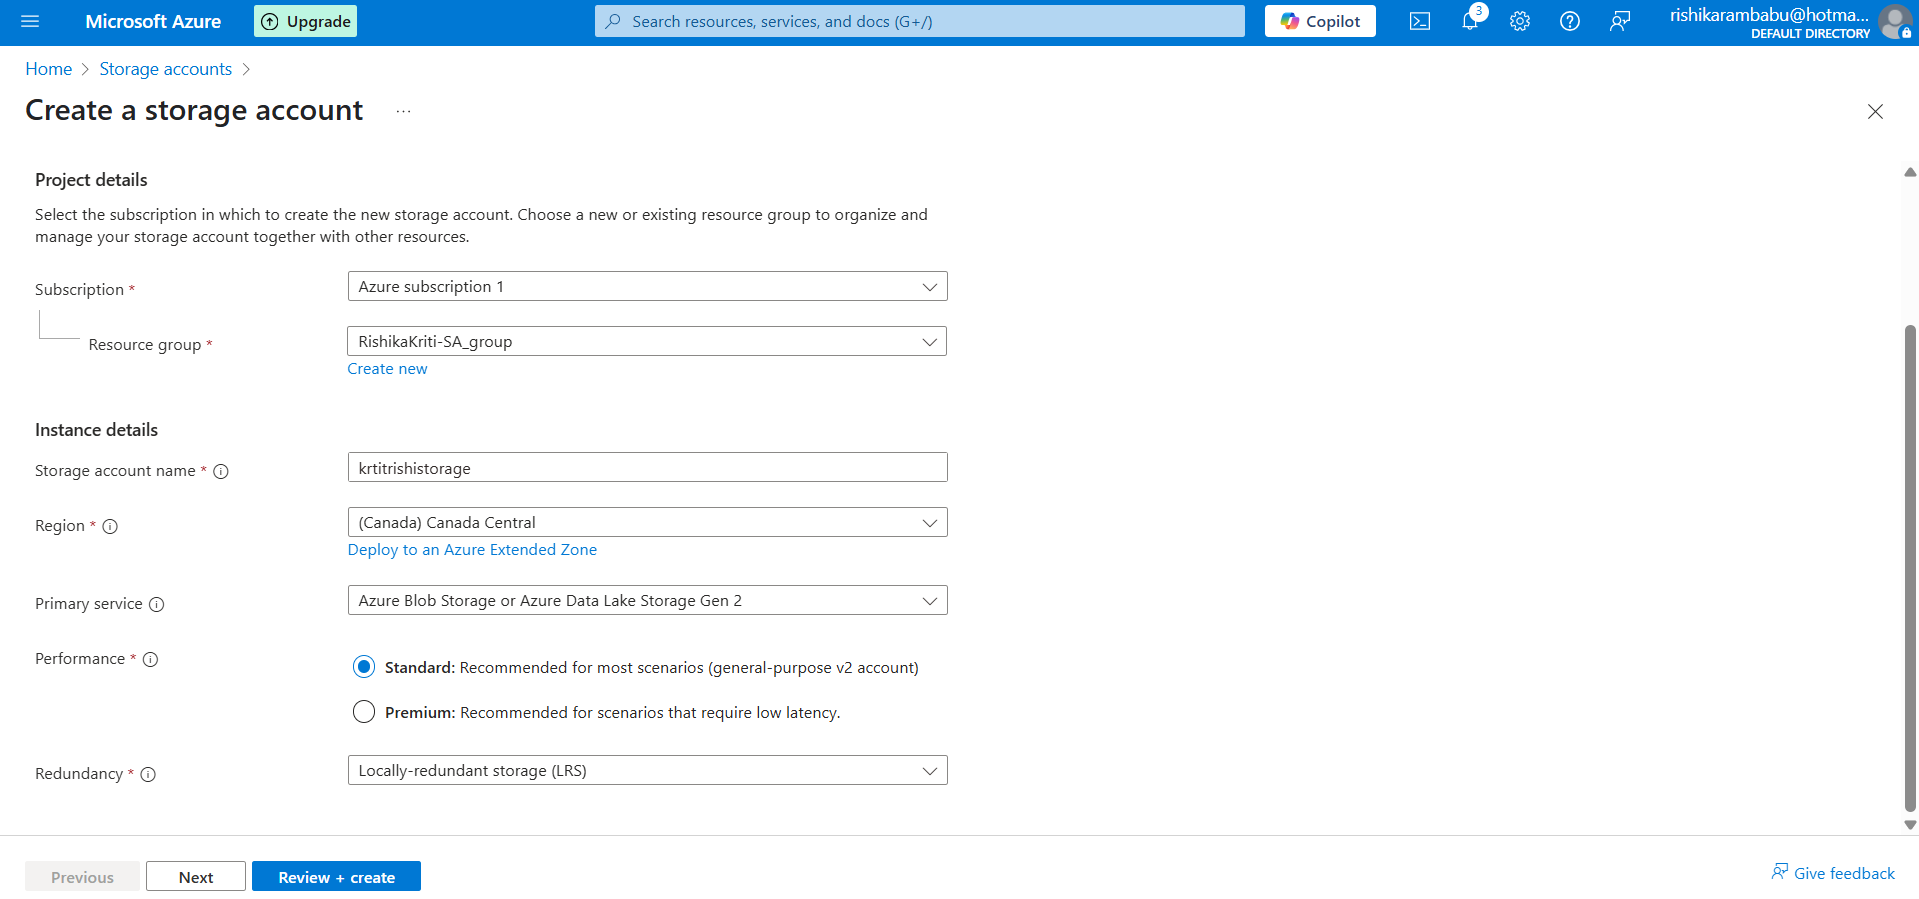 Microsoft Azure
Upgrade
Search resources, services, and docs (G+/)
Copilot
3
rishikarambabu@hotma...
DEFAULT DIRECTORY
Home > Storage accounts >
Create a storage account ...
Project details
Select the subscription in which to create the new storage account. Choose a new or existing resource group to organize and
manage your storage account together with other resources.
Subscription *
Azure subscription 1
Resource group *
RishikaKriti-SA_group
Create new
Instance details
Storage account name *
krtitrishistorage
Region *
(Canada) Canada Central
Deploy to an Azure Extended Zone
Primary service
Azure Blob Storage or Azure Data Lake Storage Gen 2
Performance *
Standard: Recommended for most scenarios (general-purpose v2 account)
Premium: Recommended for scenarios that require low latency.
Redundancy *
Locally-redundant storage (LRS)
Previous
Next
Review + create
Give feedback